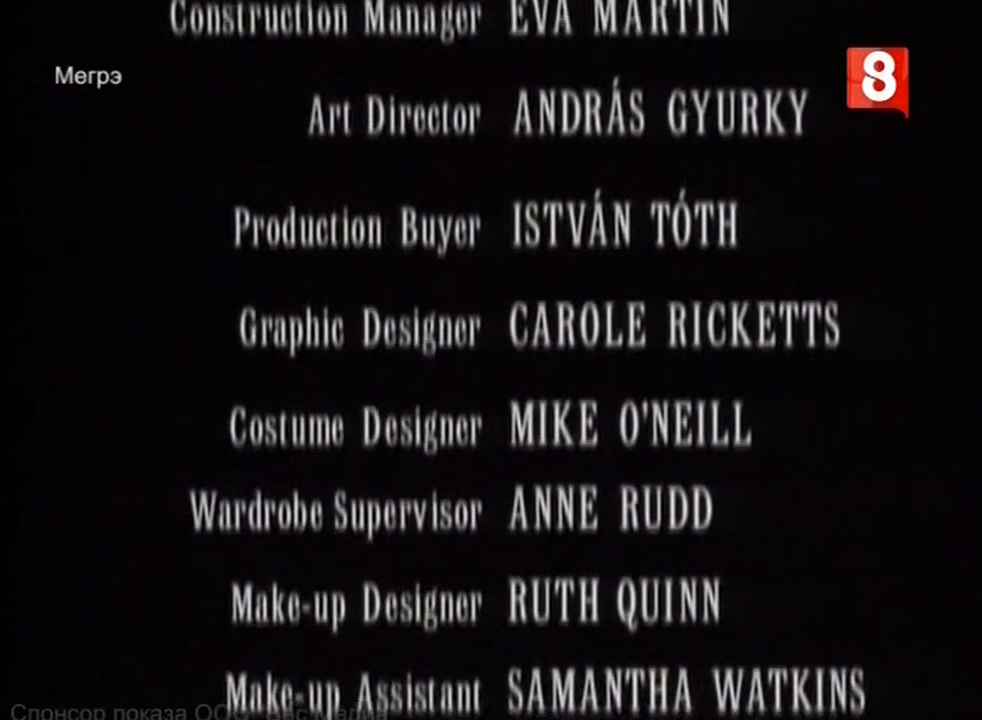 Construction Manager EVA MARTIN
Мегрэ
8
Art Director ANDRÁS GYURKY
Production Buyer ISTVÁN TÓTH
Graphic Designer CAROLE RICKETTS
Costume Designer MIKE O'NEILL
Wardrobe Supervisor ANNE RUDD
Make-up Designer RUTH QUINN
Make-up Assistant SAMANTHA WATKINS
Спонсор показа ООО